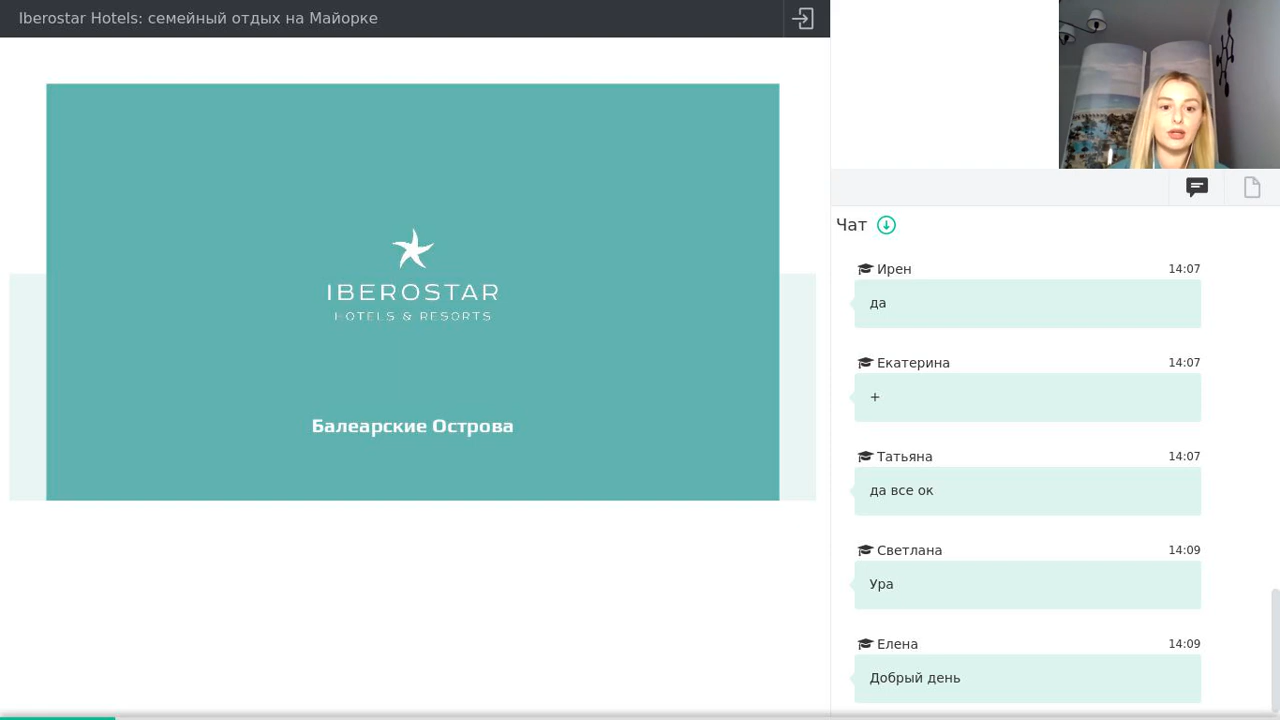 Iberostar Hotels: семейный отдых на Майорке
IBEROSTAR
HOTELS & RESORTS
Балеарские Острова
Чат
Ирен 14:07
да
Екатерина 14:07
+
Татьяна 14:07
да все ок
Светлана 14:09
Ура
Елена 14:09
Добрый день